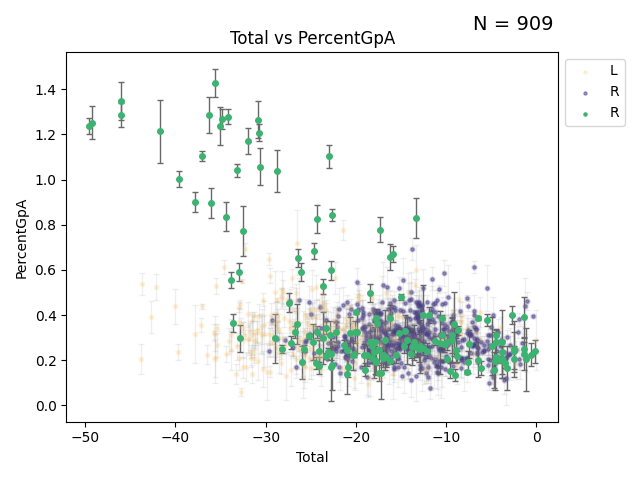 N = 909
Total vs PercentGpA
L
R
R
PercentGpA
1.4
1.2
1.0
0.8
0.6
0.4
0.2
0.0
−50 −40 −30 −20 −10 0
Total